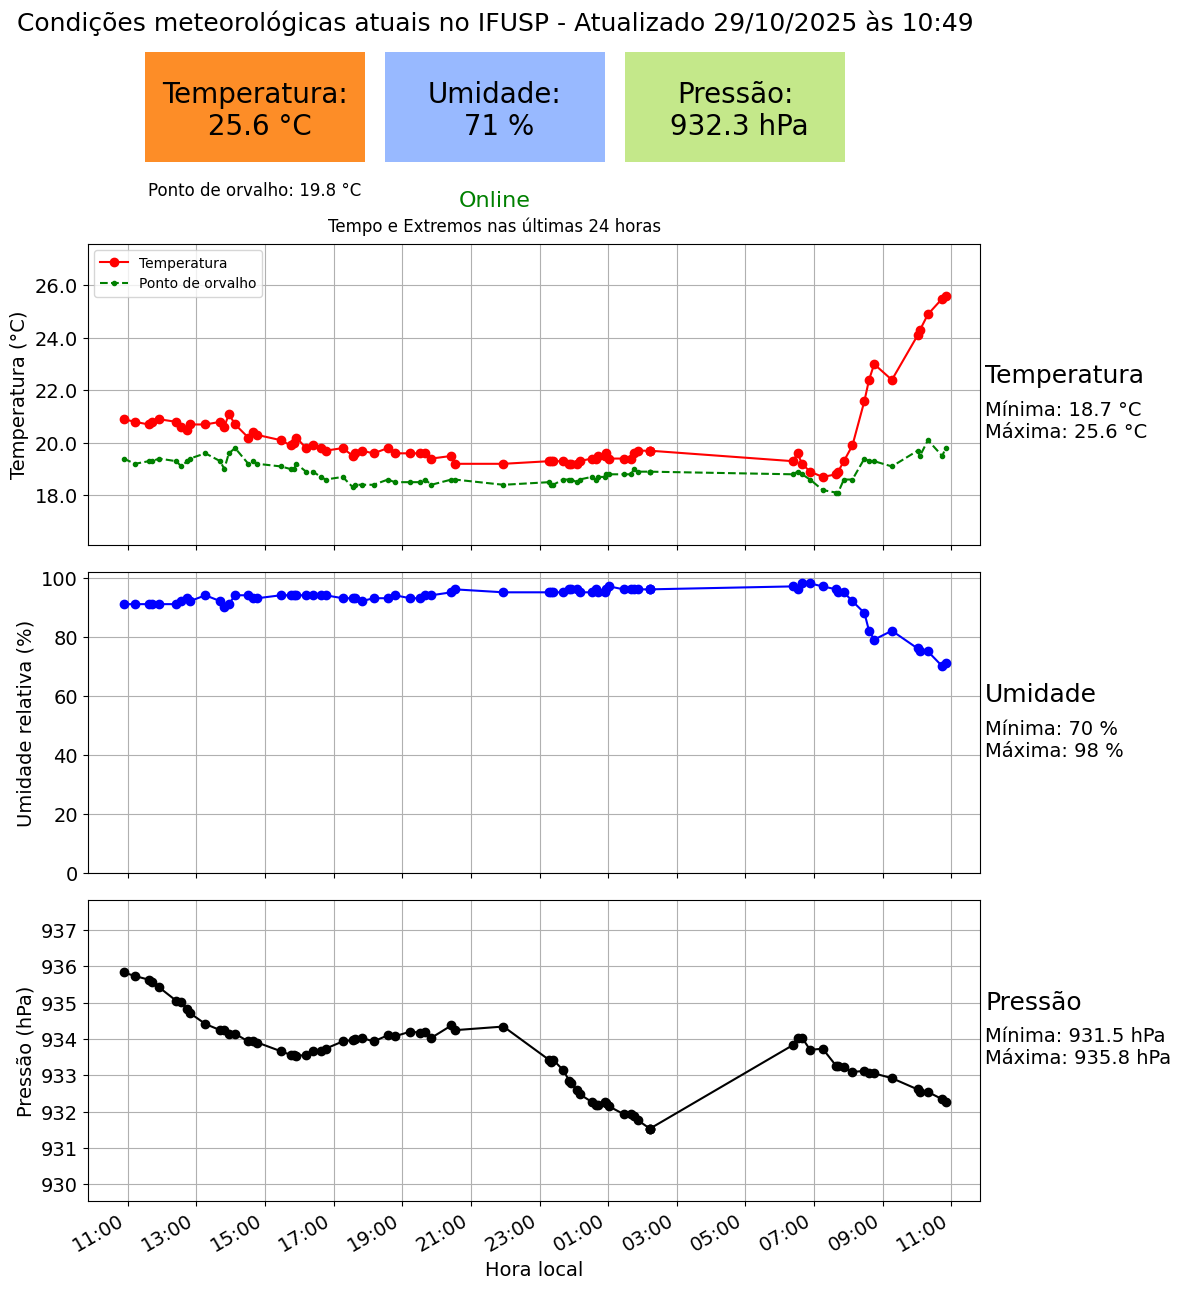 Condições meteorológicas atuais no IFUSP - Atualizado 29/10/2025 às 10:49
Temperatura:
25.6 °C
Umidade:
71 %
Pressão:
932.3 hPa
Ponto de orvalho: 19.8 °C
Online
Tempo e Extremos nas últimas 24 horas
Temperatura
Ponto de orvalho
Temperatura (°C)
26.0
24.0
22.0
20.0
18.0
Temperatura
Mínima: 18.7 °C
Máxima: 25.6 °C
Umidade relativa (%)
100
80
60
40
20
0
Umidade
Mínima: 70 %
Máxima: 98 %
Pressão (hPa)
937
936
935
934
933
932
931
930
Pressão
Mínima: 931.5 hPa
Máxima: 935.8 hPa
11:00 13:00 15:00 17:00 19:00 21:00 23:00 01:00 03:00 05:00 07:00 09:00 11:00
Hora local